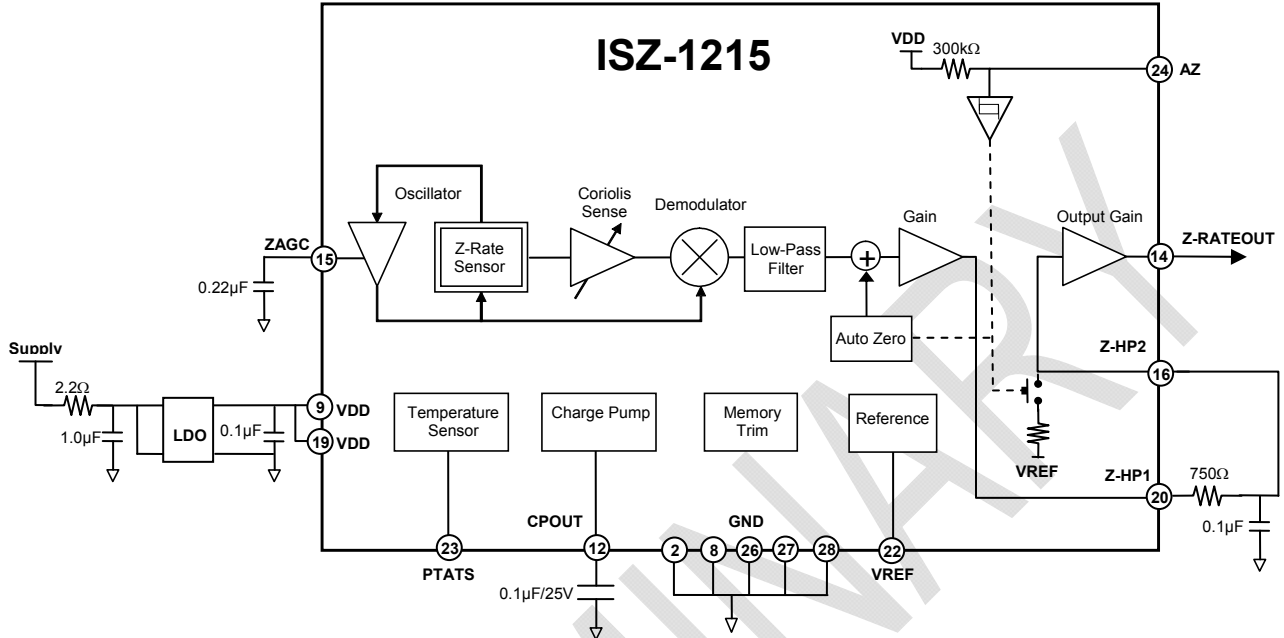 ISZ-1215
VDD
300kΩ
24
AZ
Oscillator
Coriolis
Sense
Demodulator
Gain
Output Gain
ZAGC
15
Z-Rate
Sensor
Low-Pass
Filter
+
14
Z-RATEOUT
0.22µF
Auto Zero
Z-HP2
16
Supply
2.2Ω
9
VDD
Temperature
Sensor
Charge Pump
Memory
Trim
Reference
1.0µF
LDO
0.1µF
19
VDD
VREF
Z-HP1
750Ω
20
0.1µF
CPOUT
GND
23
12
2
8
26
27
28
22
PTATS
VREF
0.1µF/25V
MINARY